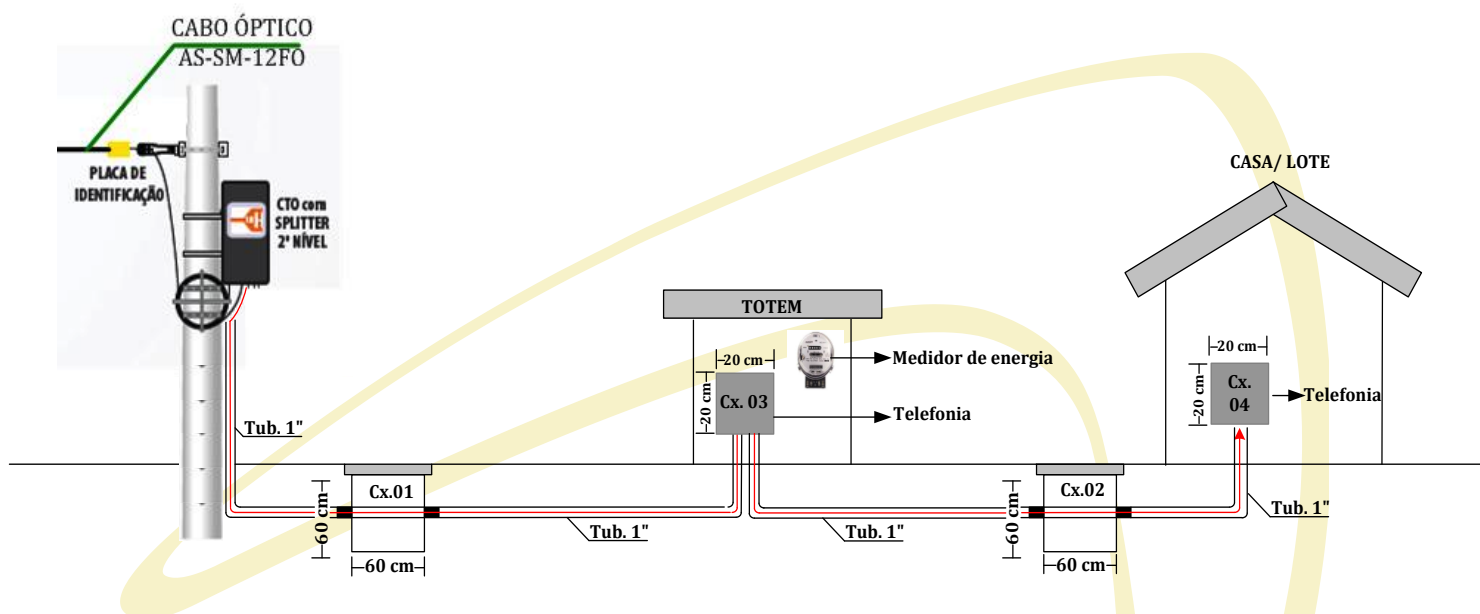 CABO ÓPTICO
AS-SM-12FO
PLACA DE
IDENTIFICAÇÃO
CTO com
SPLITTER
2º NÍVEL
Tub. 1"
TOTEM
20 cm
20 cm
Cx. 03
Medidor de energia
Telefonia
CASA/ LOTE
20 cm
20 cm
Cx.
04
Telefonia
Cx.01
60 cm
60 cm
Tub. 1"
Tub. 1"
Cx.02
60 cm
60 cm
Tub. 1"